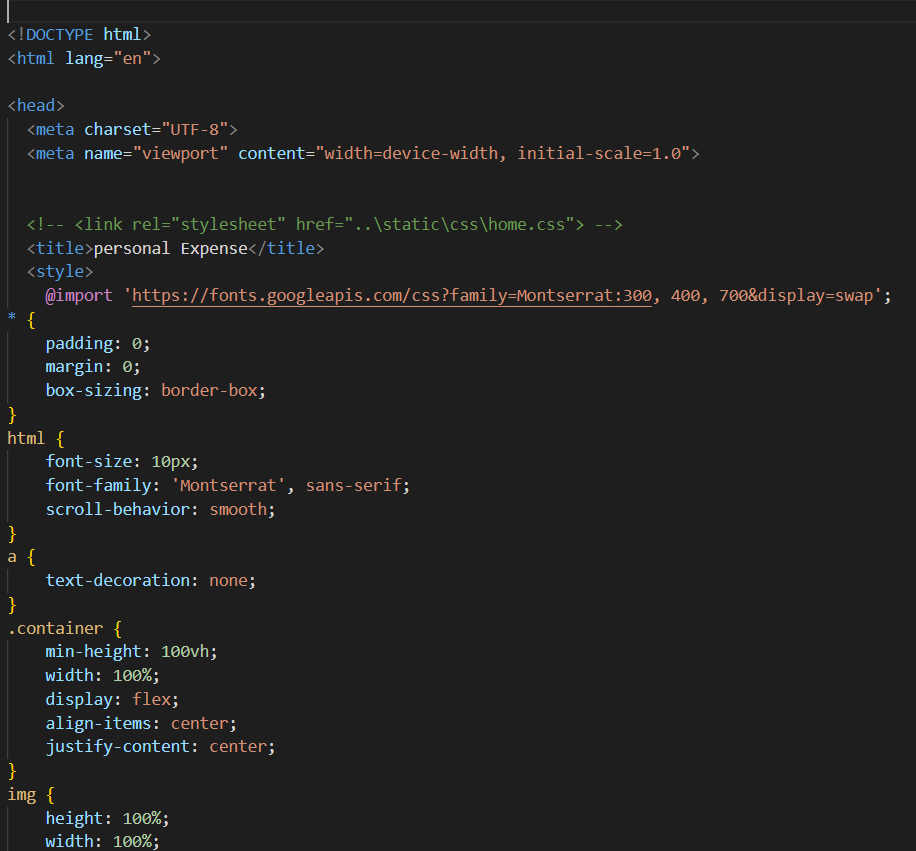 <!DOCTYPE html>
<html lang="en">
<head>
<meta charset="UTF-8">
<meta name="viewport" content="width=device-width, initial-scale=1.0">
<!-- <link rel="stylesheet" href="..\static\css\home.css"> -->
<title>personal Expense</title>
<style>
@import 'https://fonts.googleapis.com/css?family=Montserrat:300, 400, 700&display=swap';
* {
padding: 0;
margin: 0;
box-sizing: border-box;
}
html {
font-size: 10px;
font-family: 'Montserrat', sans-serif;
scroll-behavior: smooth;
}
a {
text-decoration: none;
}
.container {
min-height: 100vh;
width: 100%;
display: flex;
align-items: center;
justify-content: center;
}
img {
height: 100%;
width: 100%;